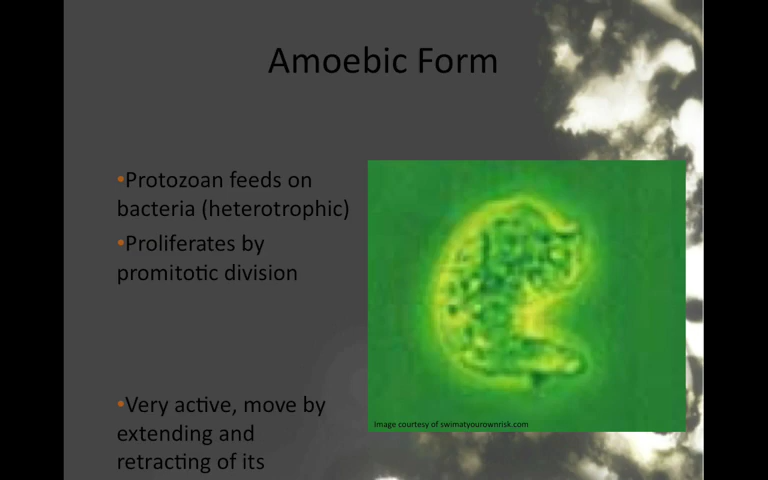 Amoebic Form
•Protozoan feeds on
bacteria (heterotrophic)
•Proliferates by
promitotic division
•Very active, move by
extending and
retracting of its
Image courtesy of swimatyourownrisk.com